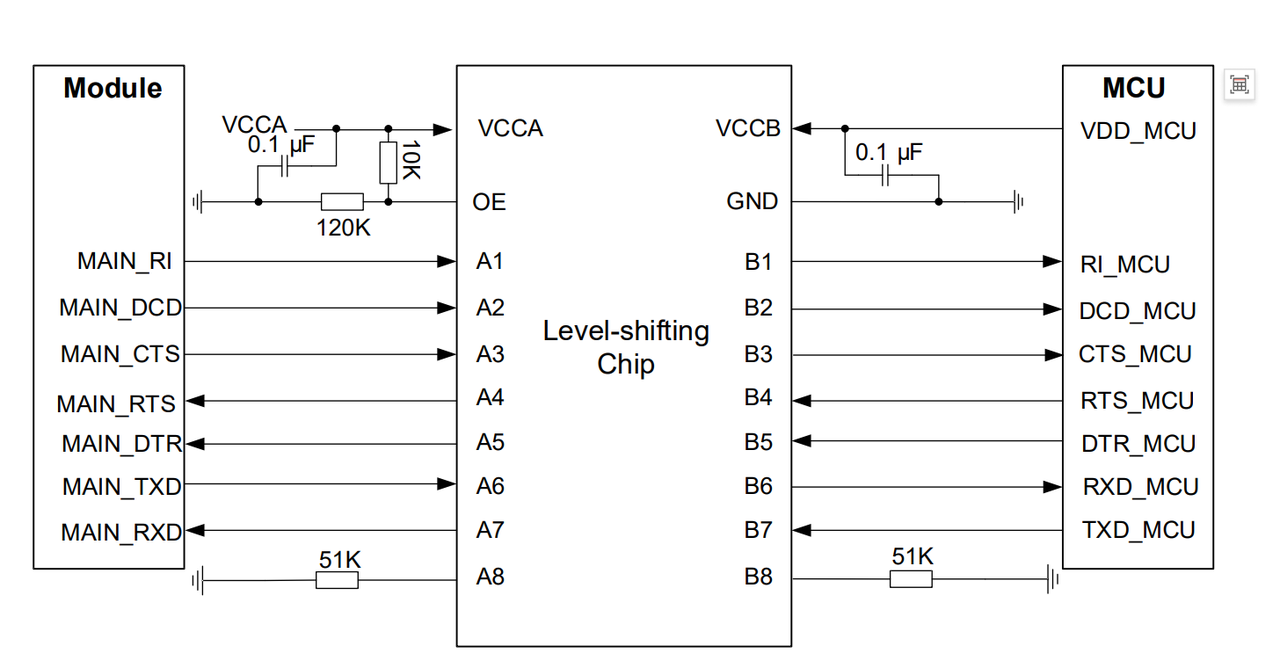 Module
MCU
VCCA
VCCA
VCCB
VDD_MCU
0.1 µF
10K
0.1 µF
OE
GND
120K
MAIN_RI
A1
B1
RI_MCU
MAIN_DCD
A2
B2
DCD_MCU
Level-shifting
Chip
MAIN_CTS
A3
B3
CTS_MCU
MAIN_RTS
A4
B4
RTS_MCU
MAIN_DTR
A5
B5
DTR_MCU
MAIN_TXD
A6
B6
RXD_MCU
MAIN_RXD
A7
B7
TXD_MCU
51K
A8
B8
51K